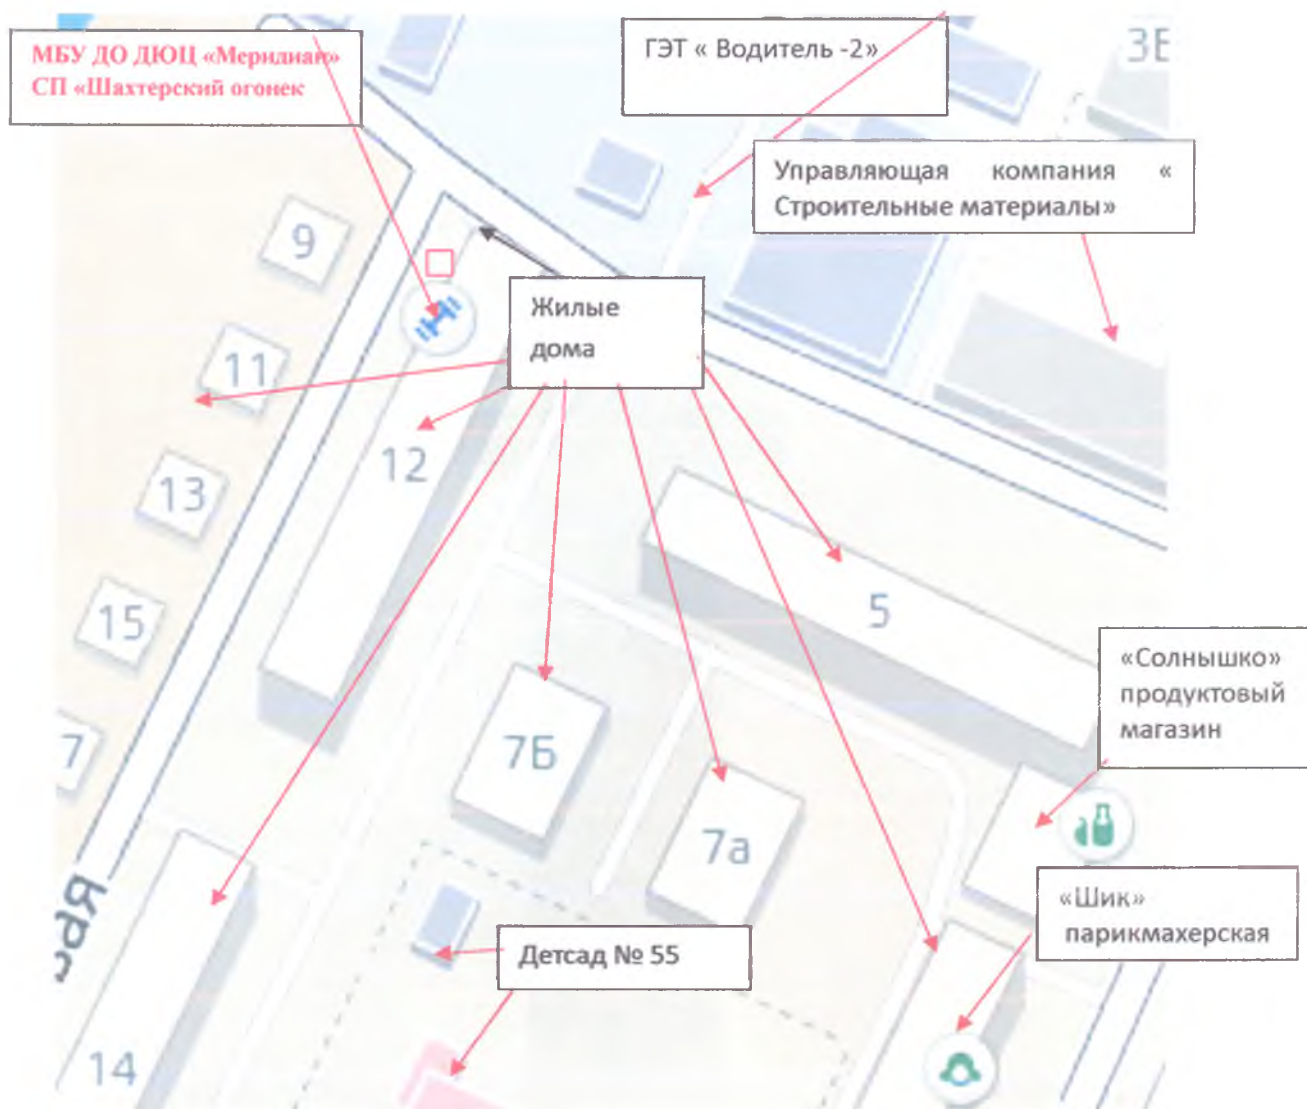 МБУ ДО ДЮЦ «Меридиан»
СП «Шахтерский огонек
ГЭТ « Водитель -2»
3Е
Управляющая компания «
Строительные материалы»
9
Жилые
дома
11
12
13
5
15
«Солнышко»
продуктовый
магазин
7
7Б
7а
«Шик»
парикмахерская
Детсад № 55
14